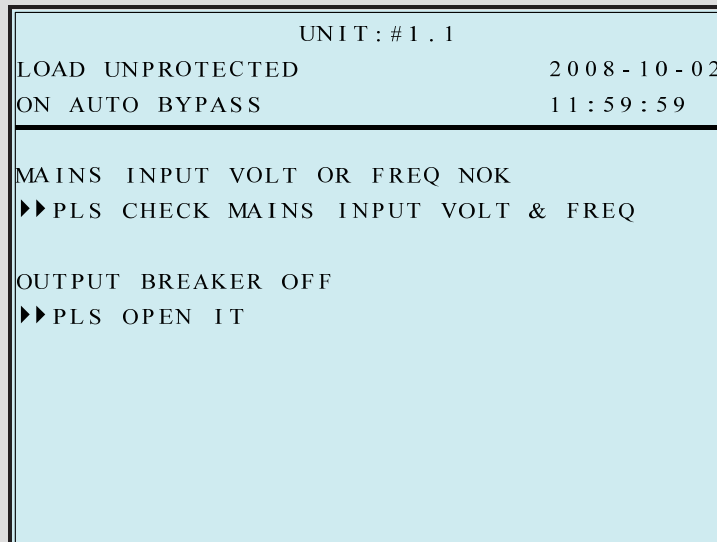 UNIT:#1.1
LOAD UNPROTECTED 2008-10-02
ON AUTO BYPASS 11:59:59
MAINS INPUT VOLT OR FREQ NOK
PLS CHECK MAINS INPUT VOLT & FREQ
OUTPUT BREAKER OFF
PLS OPEN IT